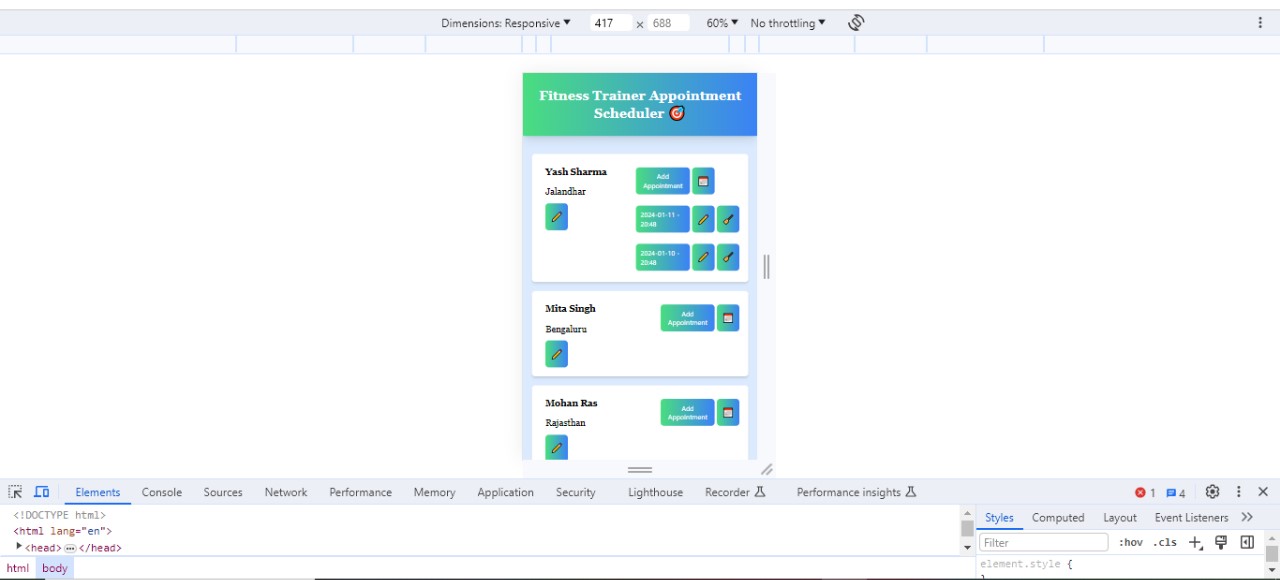 Dimensions: Responsive 417 × 688 60% No throttling
Fitness Trainer Appointment
Scheduler
Yash Sharma
Jalandhar
Add
Appointment
2024-01-11 -
20:48
2024-01-10 -
20:48
Mita Singh
Bengaluru
Add
Appointment
Mohan Ras
Rajasthan
Add
Appointment
Elements Console Sources Network Performance Memory Application Security Lighthouse Recorder Performance insights 1 4
<!DOCTYPE html>
<html lang="en">
<head> ... </head>
html body
Styles Computed Layout Event Listeners
Filter :hov .cls
element.style {